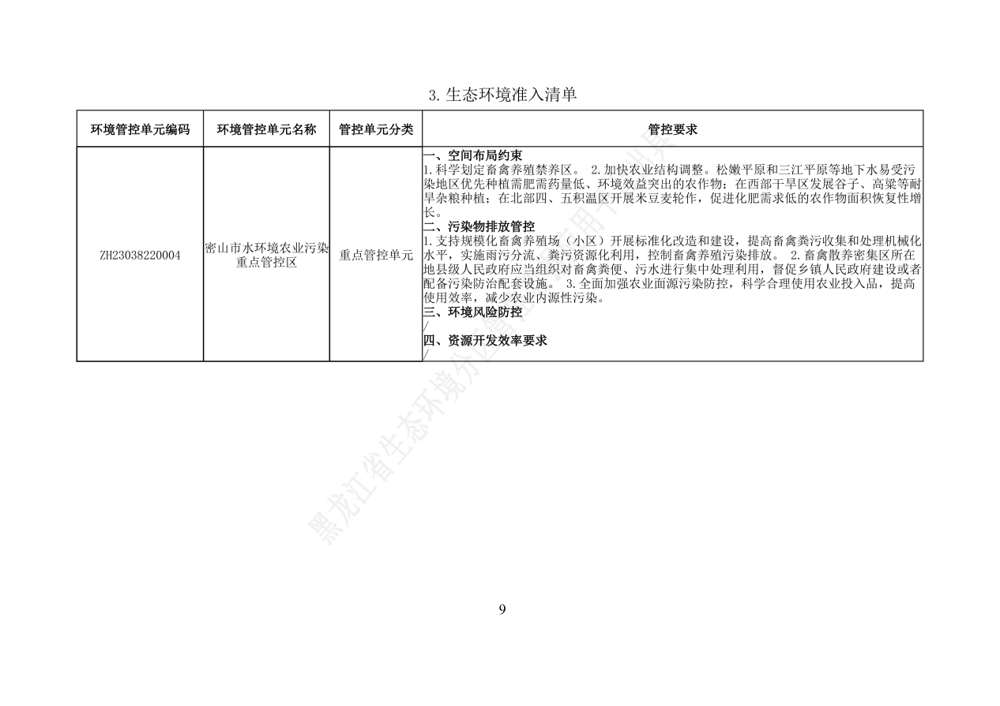 3.生态环境准入清单
环境管控单元编码 环境管控单元名称 管控单元分类 管控要求
ZH23038220004
密山市水环境农业污染
重点管控区
重点管控单元
一、空间布局约束
1.科学划定畜禽养殖禁养区。 2.加快农业结构调整。松嫩平原和三江平原等地下水易受污
染地区优先种植需肥需药量低、环境效益突出的农作物；在西部干旱区发展谷子、高粱等耐
旱杂粮种植；在北部四、五积温区开展米豆麦轮作，促进化肥需求低的农作物面积恢复性增
长。
二、污染物排放管控
1.支持规模化畜禽养殖场（小区）开展标准化改造和建设，提高畜禽粪污收集和处理机械化
水平，实施雨污分流、粪污资源化利用，控制畜禽养殖污染排放。 2.畜禽散养密集区所在
地县级人民政府应当组织对畜禽粪便、污水进行集中处理利用，督促乡镇人民政府建设或者
配备污染防治配套设施。 3.全面加强农业面源污染防控，科学合理使用农业投入品，提高
使用效率，减少农业内源性污染。
三、环境风险防控
/
四、资源开发效率要求
/
黑龙江省生态环境分区管控
9